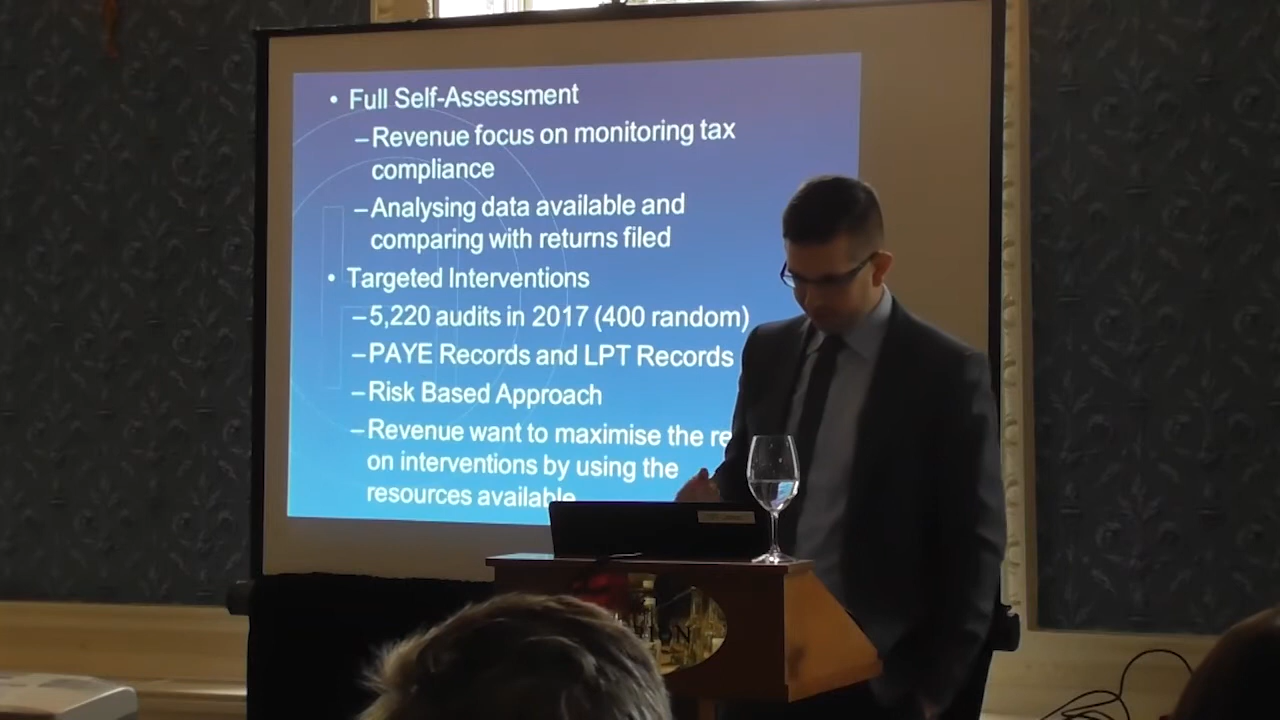 • Full Self-Assessment
–Revenue focus on monitoring tax
compliance
–Analysing data available and
comparing with returns filed
• Targeted Interventions
–5,220 audits in 2017 (400 random)
–PAYE Records and LPT Records
–Risk Based Approach
–Revenue want to maximise the
on interventions by using the
resources available